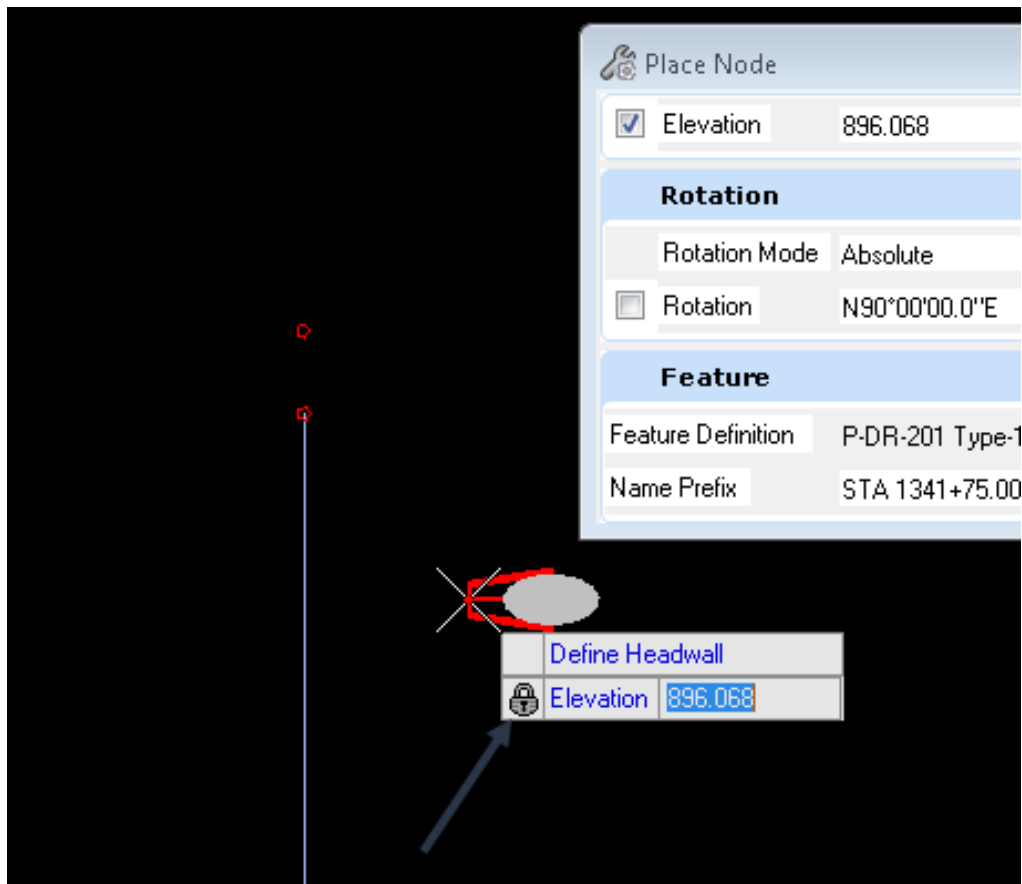 Place Node
Elevation 896.068
Rotation
Rotation Mode Absolute
Rotation N90°00'00.0"E
Feature
Feature Definition P-DR-201 Type-1
Name Prefix STA 1341+75.00
Define Headwall
Elevation 896.068